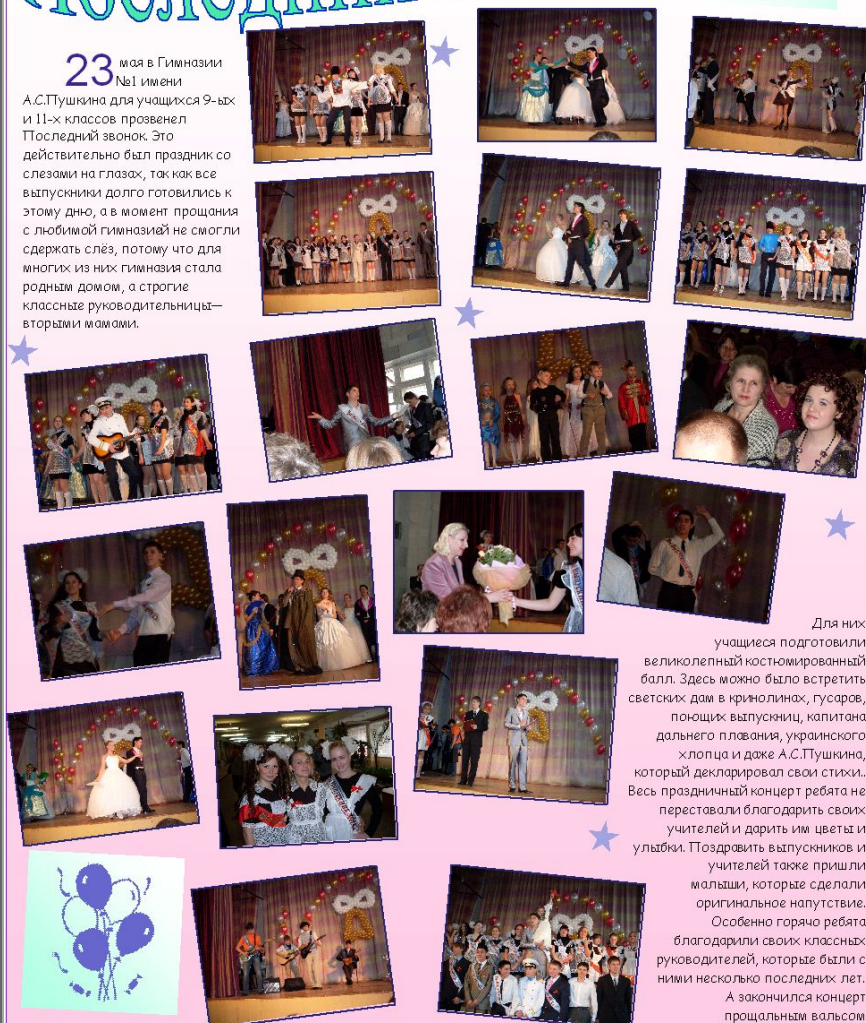 23 мая в Гимназии
№1 имени
А.С.Пушкина для учащихся 9-ых
и 11-х классов прозвенел
Последний звонок. Это
действительно был праздник со
слезами на глазах, так как все
выпускники долго готовились к
этому дню, а в момент прощания
с любимой гимназией не смогли
сдержать слёз, потому что для
многих из них гимназия стала
родным домом, а строгие
классные руководительницы—
вторыми мамами.
Для них
учащиеся подготовили
великолепный костюмированный
балл. Здесь можно было встретить
светских дам в кринолинах, гусаров,
поющих выпускниц, капитана
дальнего плавания, украинского
хлопца и даже А.С.Пушкина,
который декларировал свои стихи..
Весь праздничный концерт ребята не
переставали благодарить своих
учителей и дарить им цветы и
улыбки. Поздравить выпускников и
учителей также пришли
малыши, которые сделали
оригинальное напутствие.
Особенно горячо ребята
благодарили своих классных
руководителей, которые были с
ними несколько последних лет.
А закончился концерт
прощальным вальсом